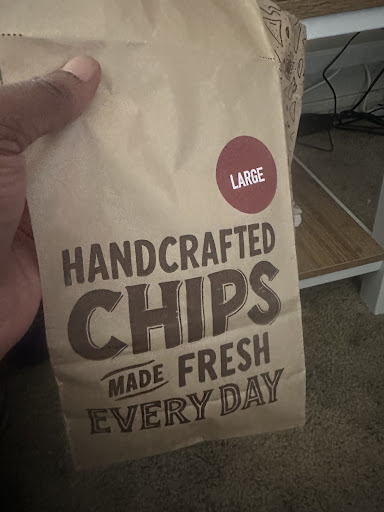 LARGE
HANDCRAFTED
CHIPS
MADE FRESH
EVERY DAY